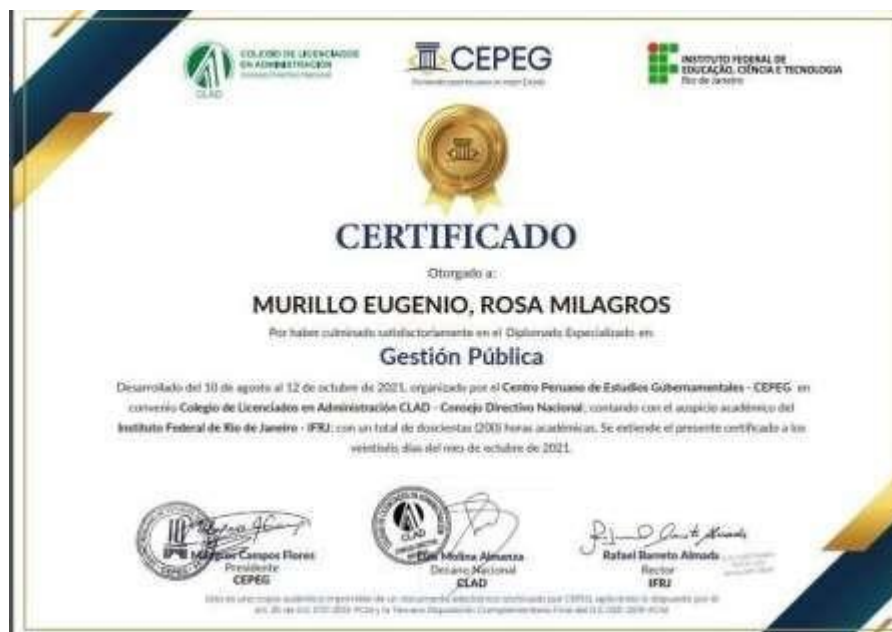 COLEGIO DE LICENCIADOS
EN ADMINISTRACIÓN
CLAD
CEPEG
INSTITUTO FEDERAL DE
EDUCAÇÃO, CIÊNCIA E TECNOLOGIA
Rio de Janeiro
CERTIFICADO
Otorgado a:
MURILLO EUGENIO, ROSA MILAGROS
Por haber culminado satisfactoriamente en el Diplomado Especializado en
Gestión Pública
Desarrollado del 10 de agosto al 12 de octubre de 2021, organizado por el Centro Peruano de Estudios Gubernamentales - CEPEG en
convenio Colegio de Licenciados en Administración CLAD - Consejo Directivo Nacional; contando con el auspicio académico del
Instituto Federal de Rio de Janeiro - IFRJ; con un total de doscientas (200) horas académicas. Se extiende el presente certificado a los
veintiséis días del mes de octubre de 2021.
Campos Flores
Presidente
CEPEG
CLAD
Molina Almanza
Decano Nacional
CLAD
Rafael Barreto Almada
Rector
IFRJ